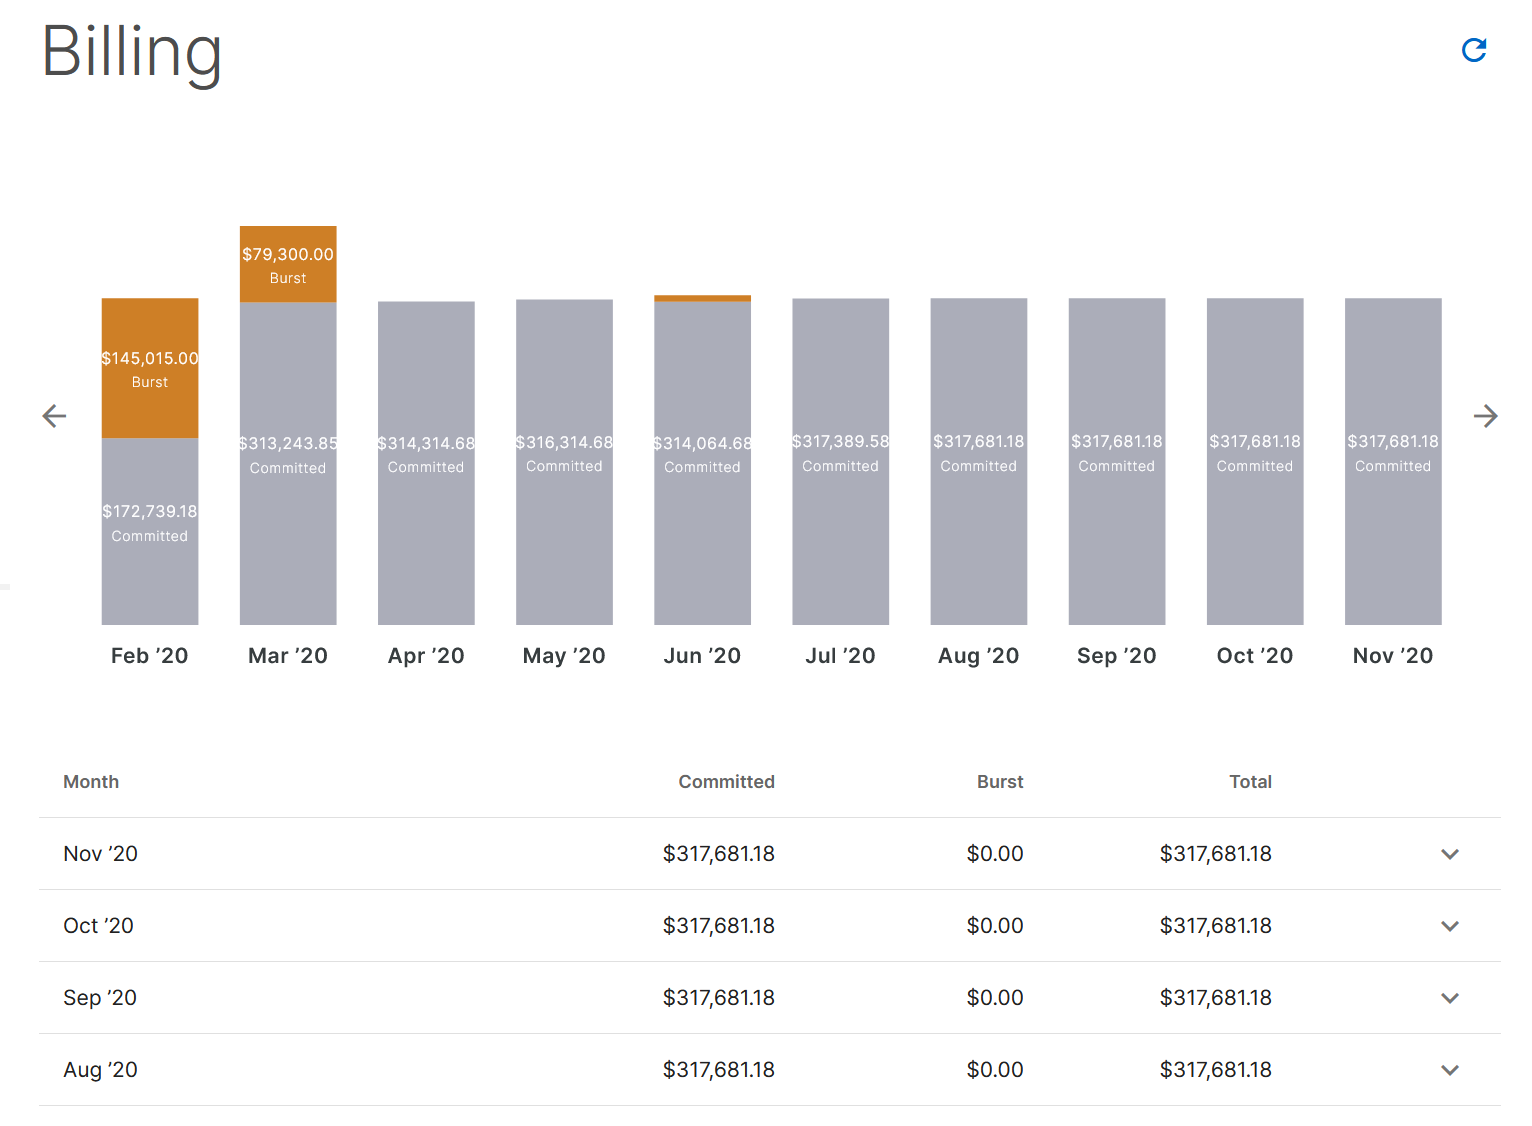 Billing
$79,300.00
Burst
$145,015.00
Burst
$313,243.85
Committed
$314,314.68
Committed
$316,314.68
Committed
$314,064.68
Committed
$317,389.58
Committed
$317,681.18
Committed
$317,681.18
Committed
$317,681.18
Committed
$317,681.18
Committed
$172,739.18
Committed
Feb ’20 Mar ’20 Apr ’20 May ’20 Jun ’20 Jul ’20 Aug ’20 Sep ’20 Oct ’20 Nov ’20
Month Committed Burst Total
Nov ’20 $317,681.18 $0.00 $317,681.18
Oct ’20 $317,681.18 $0.00 $317,681.18
Sep ’20 $317,681.18 $0.00 $317,681.18
Aug ’20 $317,681.18 $0.00 $317,681.18